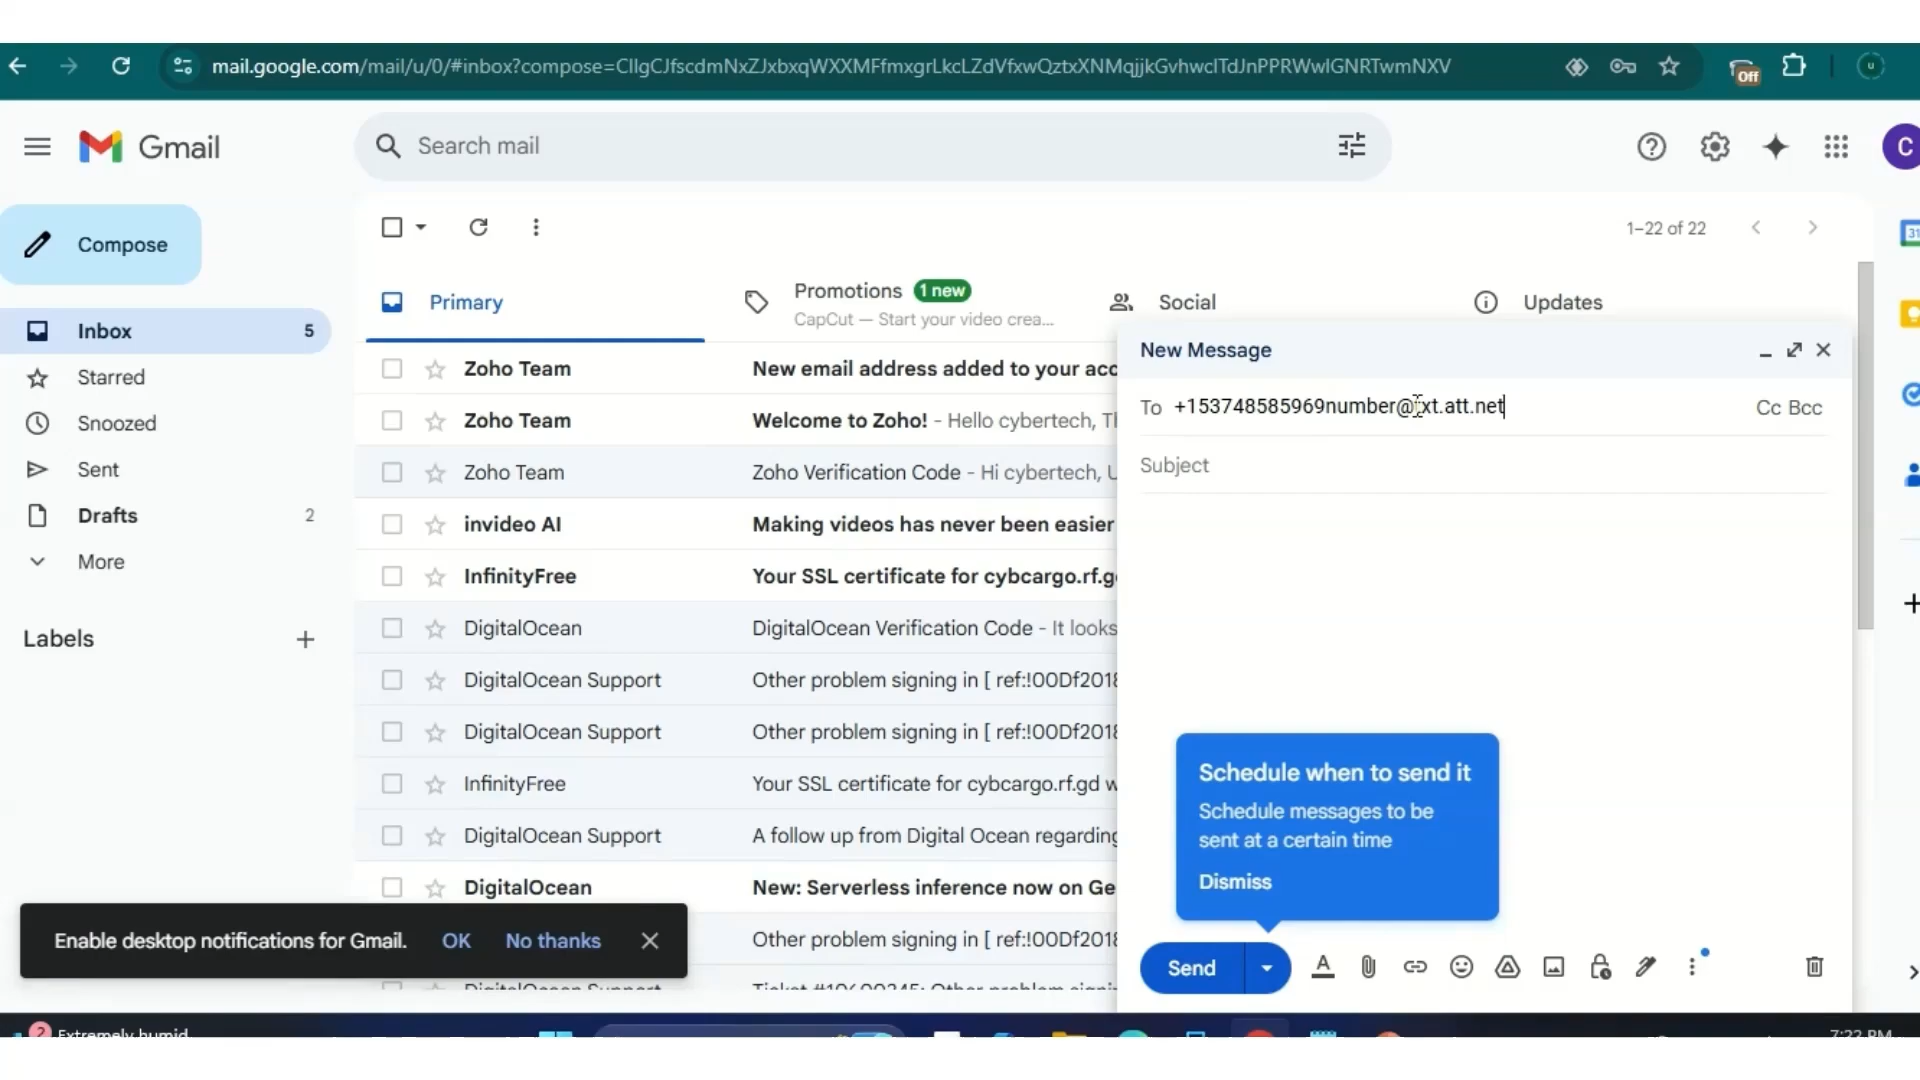 mail.google.com/mail/u/0/#inbox?compose=CllgCJfscdmNxZJxbxqWXXMFfmxgrLkcLZdVfxwQztxXNMqjjkGvhwclTdJnPPRWwlGNRTwmNXV
Off
u
Gmail
Search mail
C
Compose
1–22 of 22
31
Primary
Promotions 1 new
CapCut — Start your video crea...
Social
Updates
Inbox 5
Starred
Snoozed
Sent
Drafts 2
More
Labels
Zoho Team New email address added to your acc
Zoho Team Welcome to Zoho! - Hello cybertech, Th
Zoho Team Zoho Verification Code - Hi cybertech, U
invideo AI Making videos has never been easier
InfinityFree Your SSL certificate for cybcargo.rf.g
DigitalOcean DigitalOcean Verification Code - It looks
DigitalOcean Support Other problem signing in [ ref:!00Df2018
DigitalOcean Support Other problem signing in [ ref:!00Df2018
InfinityFree Your SSL certificate for cybcargo.rf.gd w
DigitalOcean Support A follow up from Digital Ocean regarding
DigitalOcean New: Serverless inference now on Ge
Other problem signing in [ ref:!00Df2018
New Message
To +153748585969number@txt.att.net
Cc Bcc
Subject
Schedule when to send it
Schedule messages to be
sent at a certain time
Dismiss
Send
Enable desktop notifications for Gmail. OK No thanks
2
Extremely humid
7:22 PM